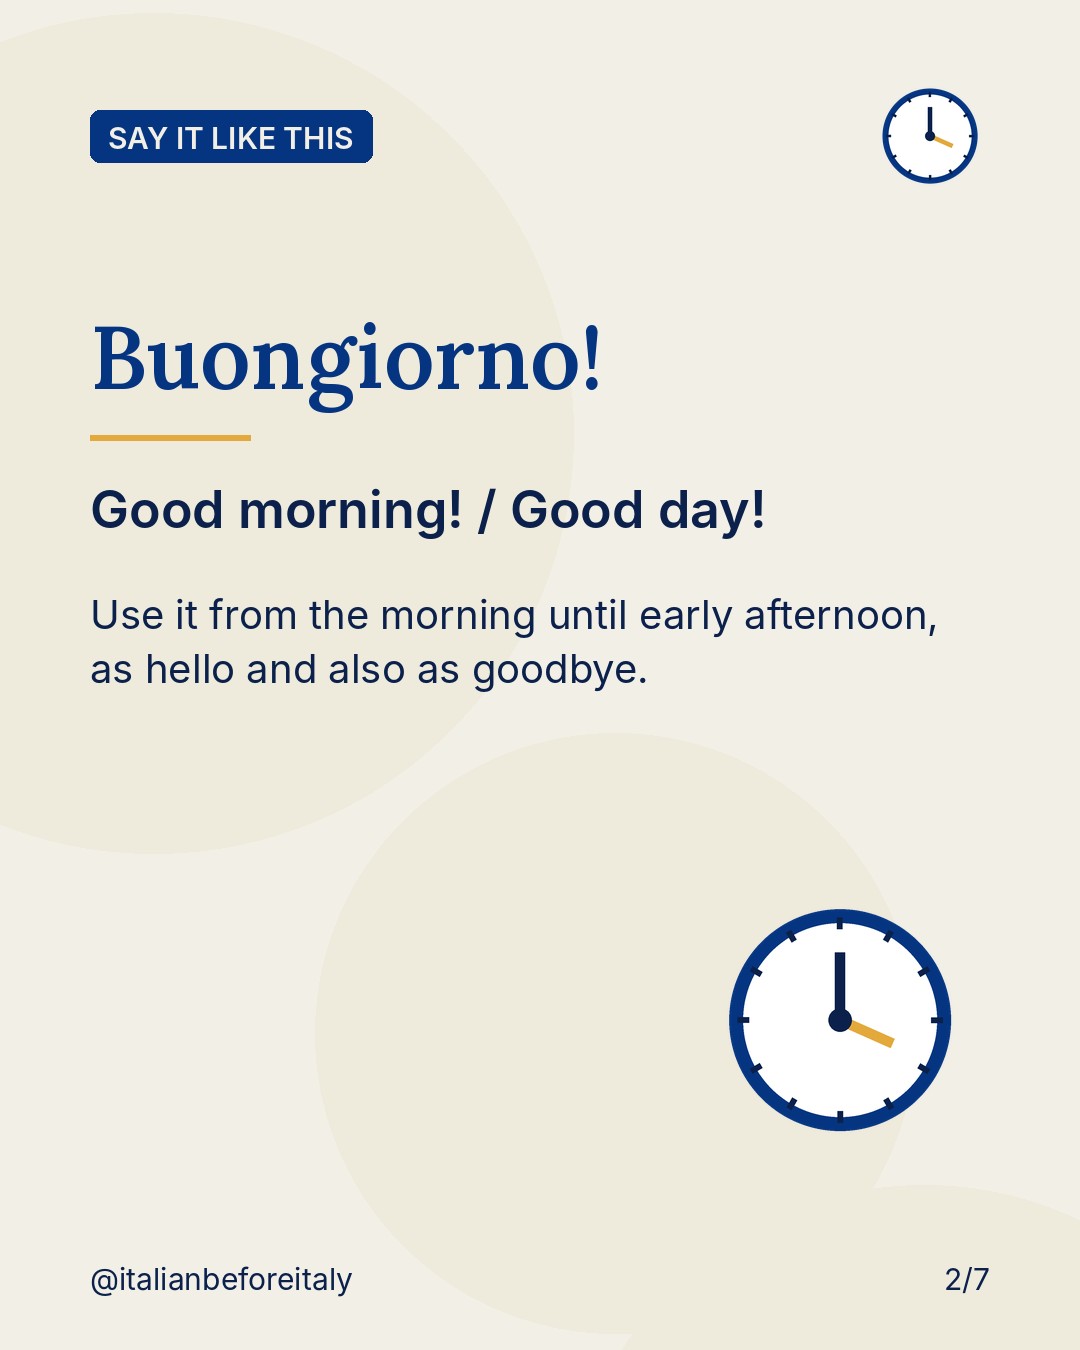 SAY IT LIKE THIS
Buongiorno!
Good morning! / Good day!
Use it from the morning until early afternoon,
as hello and also as goodbye.
@italianbeforeitaly
2/7